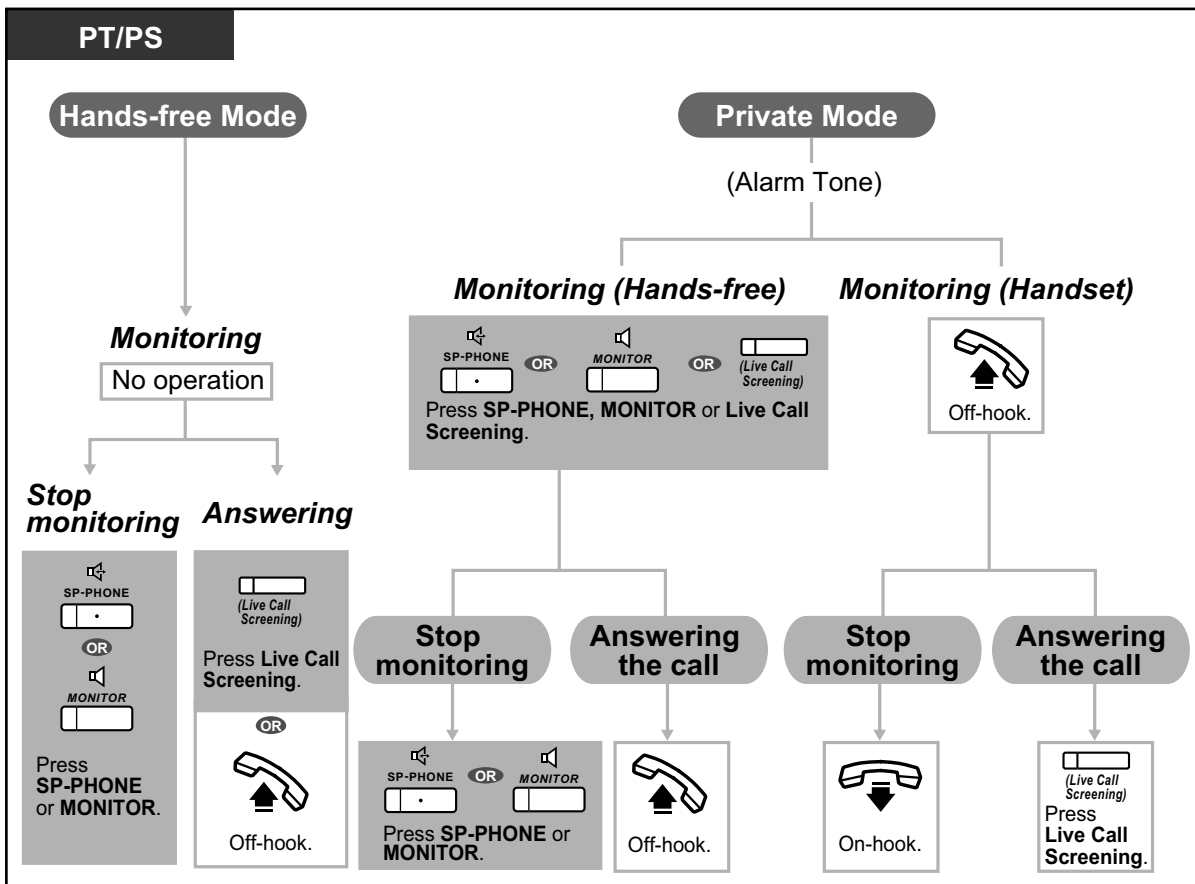 PT/PS
Hands-free Mode
Monitoring
No operation
Stop
monitoring
SP-PHONE
OR
MONITOR
Press
SP-PHONE
or MONITOR.
Answering
(Live Call
Screening)
Press Live Call
Screening.
OR
Off-hook.
Private Mode
(Alarm Tone)
Monitoring (Hands-free)
SP-PHONE
OR
MONITOR
OR
(Live Call
Screening)
Press SP-PHONE, MONITOR or Live Call
Screening.
Stop
monitoring
SP-PHONE
OR
MONITOR
Press SP-PHONE or
MONITOR.
Answering
the call
Off-hook.
Monitoring (Handset)
Off-hook.
Stop
monitoring
On-hook.
Answering
the call
(Live Call
Screening)
Press
Live Call
Screening.